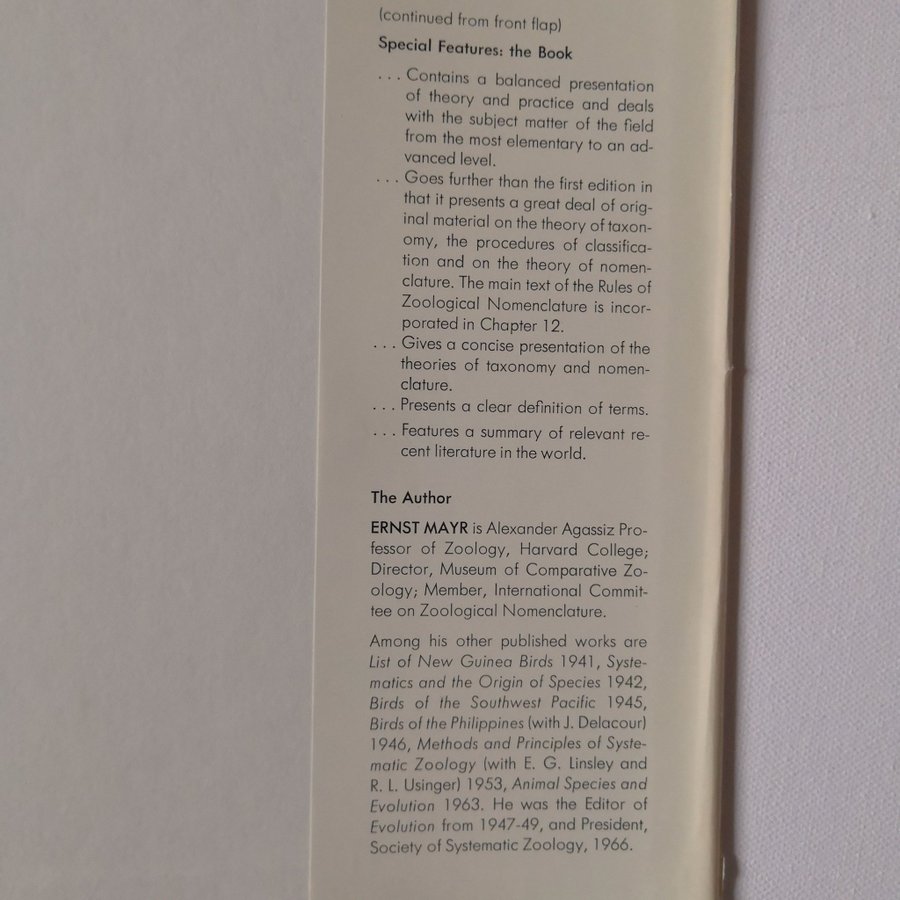 (continued from front flap)
Special Features: the Book
... Contains a balanced presentation
of theory and practice and deals
with the subject matter of the field
from the most elementary to an ad-
vanced level.
... Goes further than the first edition in
that it presents a great deal of orig-
inal material on the theory of taxon-
omy, the procedures of classifica-
tion and on the theory of nomen-
clature. The main text of the Rules of
Zoological Nomenclature is incor-
porated in Chapter 12.
... Gives a concise presentation of the
theories of taxonomy and nomen-
clature.
... Presents a clear definition of terms.
... Features a summary of relevant re-
cent literature in the world.
The Author
ERNST MAYR is Alexander Agassiz Pro-
fessor of Zoology, Harvard College;
Director, Museum of Comparative Zo-
ology; Member, International Commit-
tee on Zoological Nomenclature.
Among his other published works are
List of New Guinea Birds 1941, Syste-
matics and the Origin of Species 1942,
Birds of the Southwest Pacific 1945,
Birds of the Philippines (with J. Delacour)
1946, Methods and Principles of Syste-
matic Zoology (with E. G. Linsley and
R. L. Usinger) 1953, Animal Species and
Evolution 1963. He was the Editor of
Evolution from 1947-49, and President,
Society of Systematic Zoology, 1966.